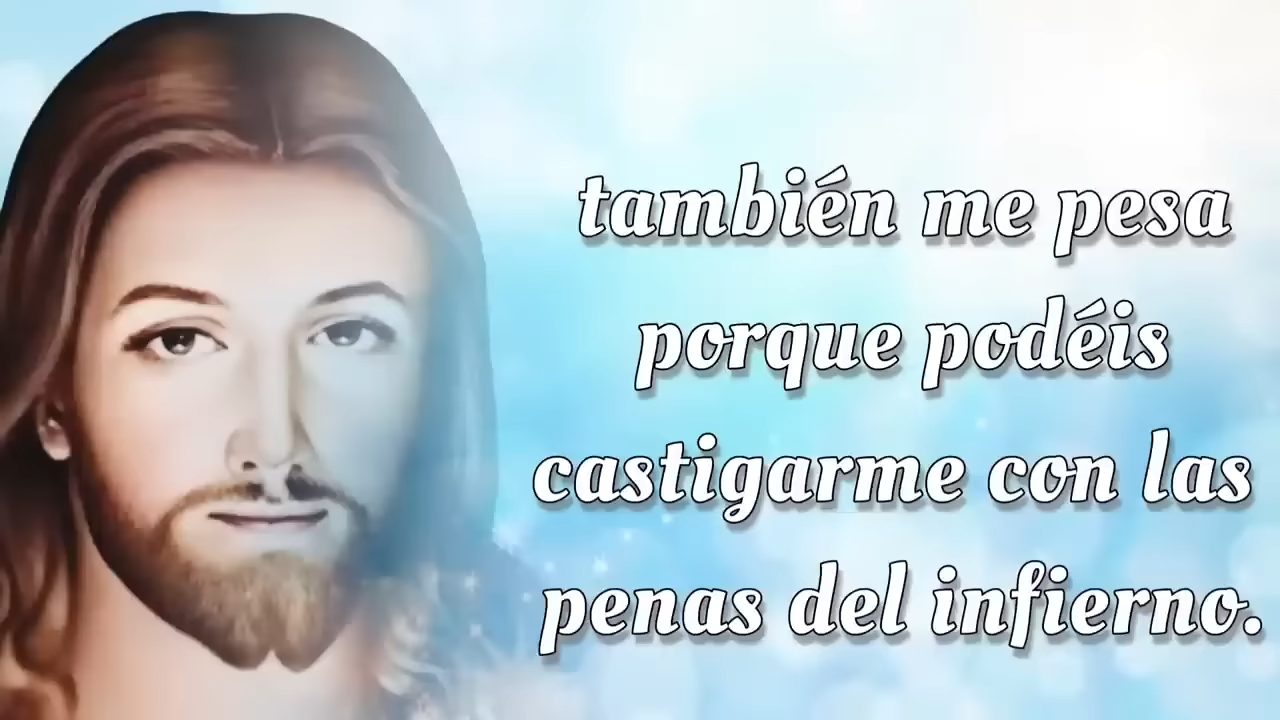 también me pesa
porque podéis
castigarme con las
penas del infierno.